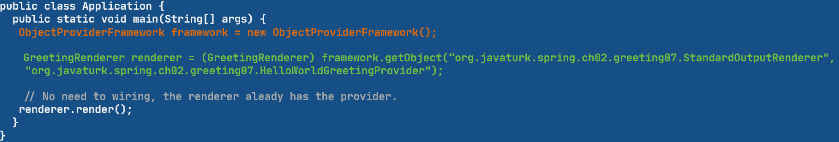 public class Application {
public static void main(String[] args) {
ObjectProviderFramework framework = new ObjectProviderFramework();
GreetingRenderer renderer = (GreetingRenderer) framework.getObject(“org.javaturk.spring.ch02.greeting07.StandardOutputRenderer",
"org.javaturk.spring.ch02.greeting07.HelloWorldGreetingProvider");
// No need to wiring, the renderer aleady has the provider.
renderer.render();
}
}